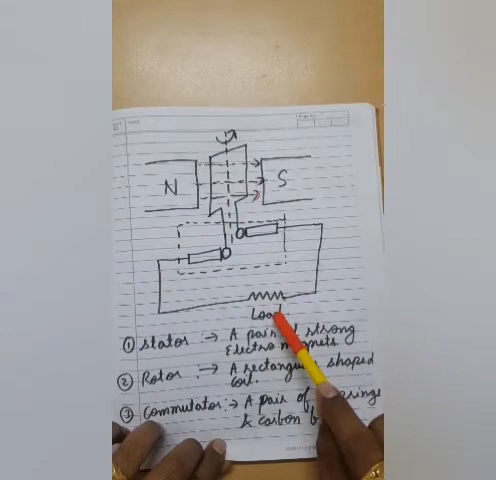 N
S
Load
① Stator :→ A pair of strong
Electro magnets
② Rotor :→ A rectangular shaped
coil.
③ Commutator :→ A pair of
& carbon